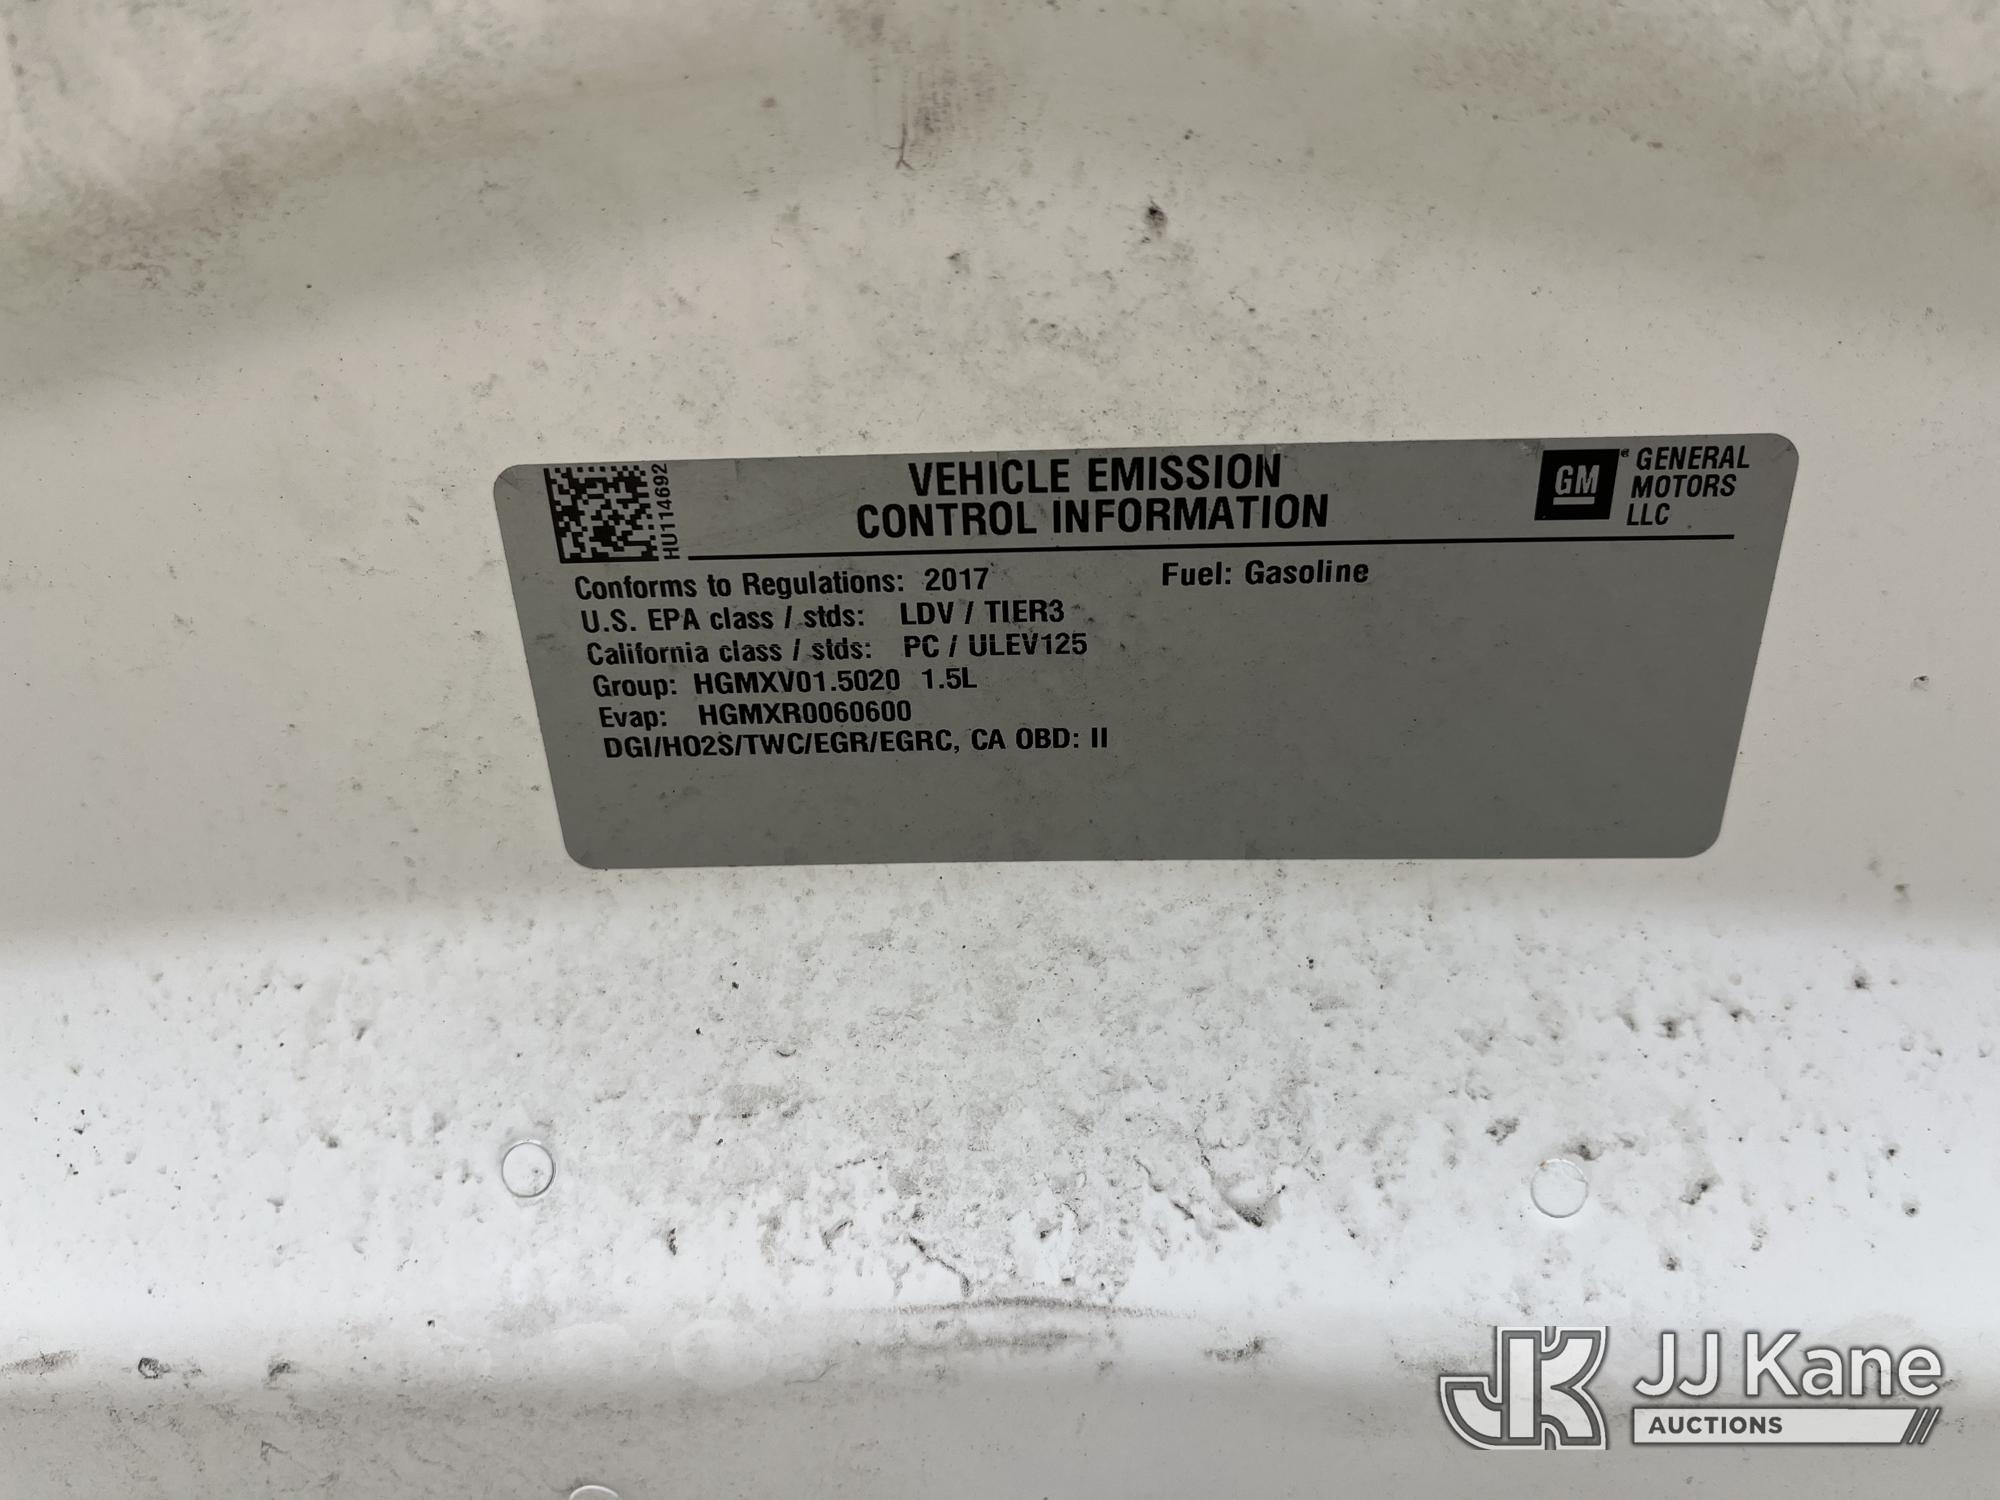 HU114692
VEHICLE EMISSION
CONTROL INFORMATION
GM
® GENERAL
MOTORS
LLC
Conforms to Regulations: 2017 Fuel: Gasoline
U.S. EPA class / stds: LDV / TIER3
California class / stds: PC / ULEV125
Group: HGMXV01.5020 1.5L
Evap: HGMXR0060600
DGI/HO2S/TWC/EGR/EGRC, CA OBD: II
JK JJ Kane
AUCTIONS